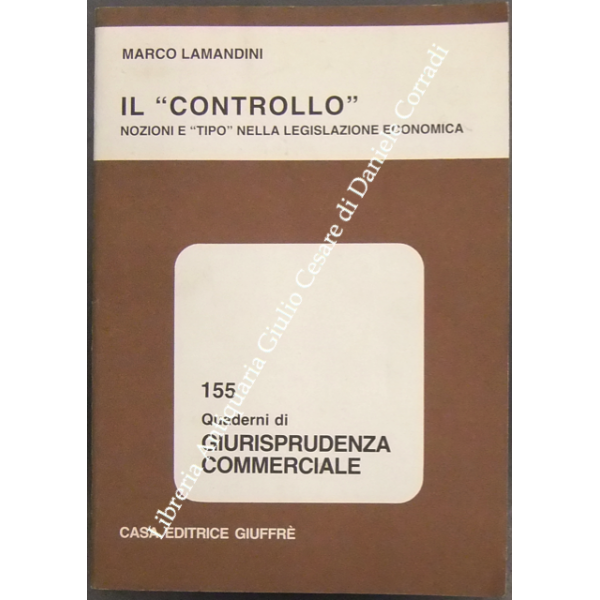 MARCO LAMANDINI
IL “CONTROLLO”
NOZIONI E “TIPO” NELLA LEGISLAZIONE ECONOMICA
155
Quaderni di
GIURISPRUDENZA
COMMERCIALE
CASA EDITRICE GIUFFRÈ
Libreria Antiquaria Giulio Cesare di Daniele Corradi